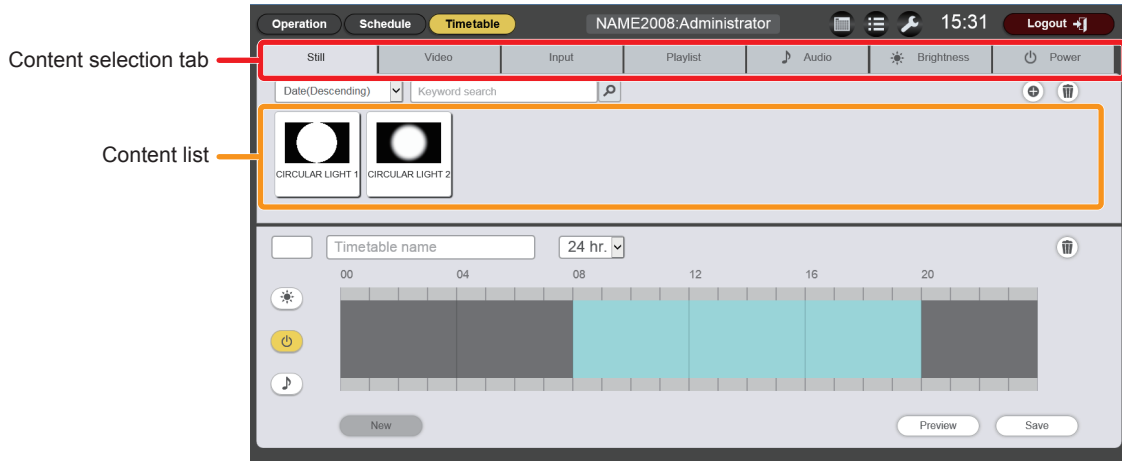 Operation Schedule Timetable NAME2008:Administrator 15:31 Logout
Content selection tab
Still Video Input Playlist Audio Brightness Power
Date(Descending) Keyword search
Content list
CIRCULAR LIGHT 1 CIRCULAR LIGHT 2
Timetable name 24 hr.
00 04 08 12 16 20
New Preview Save